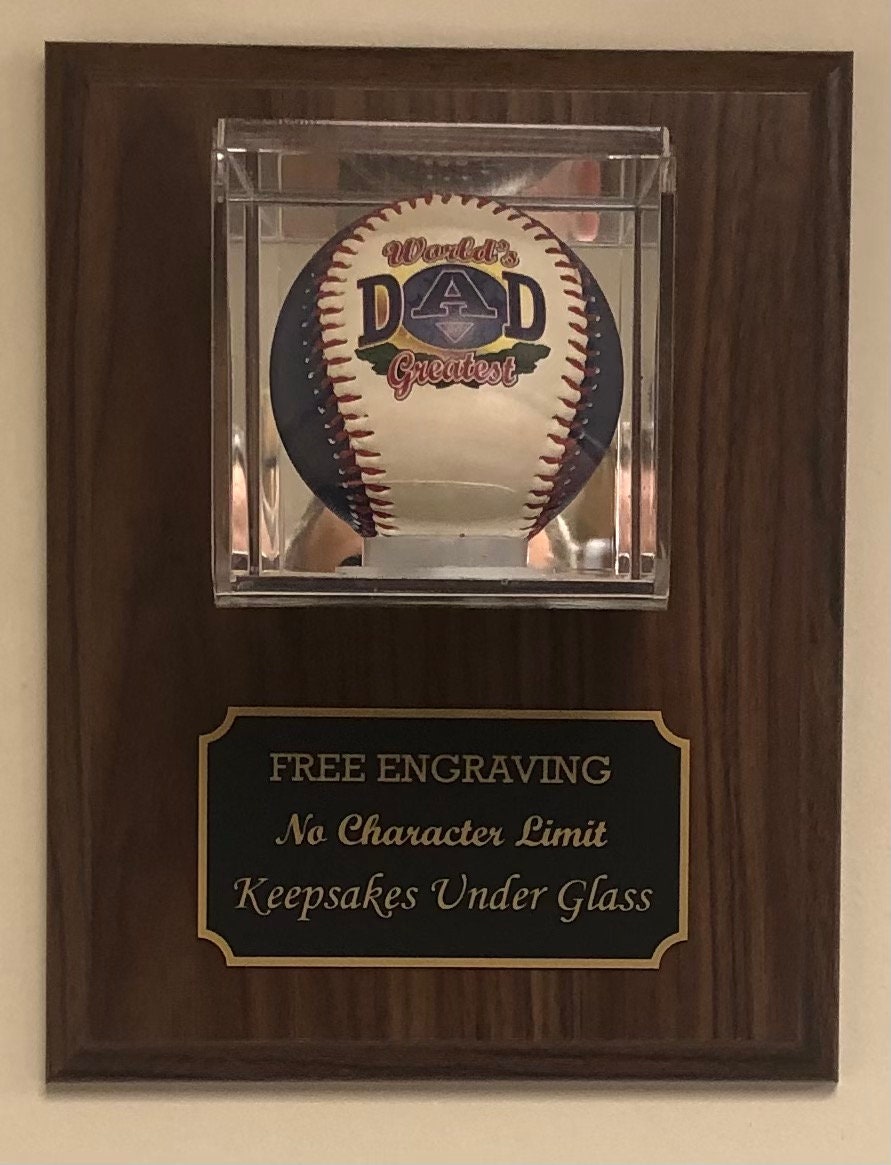 World's
DAD
Greatest
FREE ENGRAVING
No Character Limit
Keepsakes Under Glass